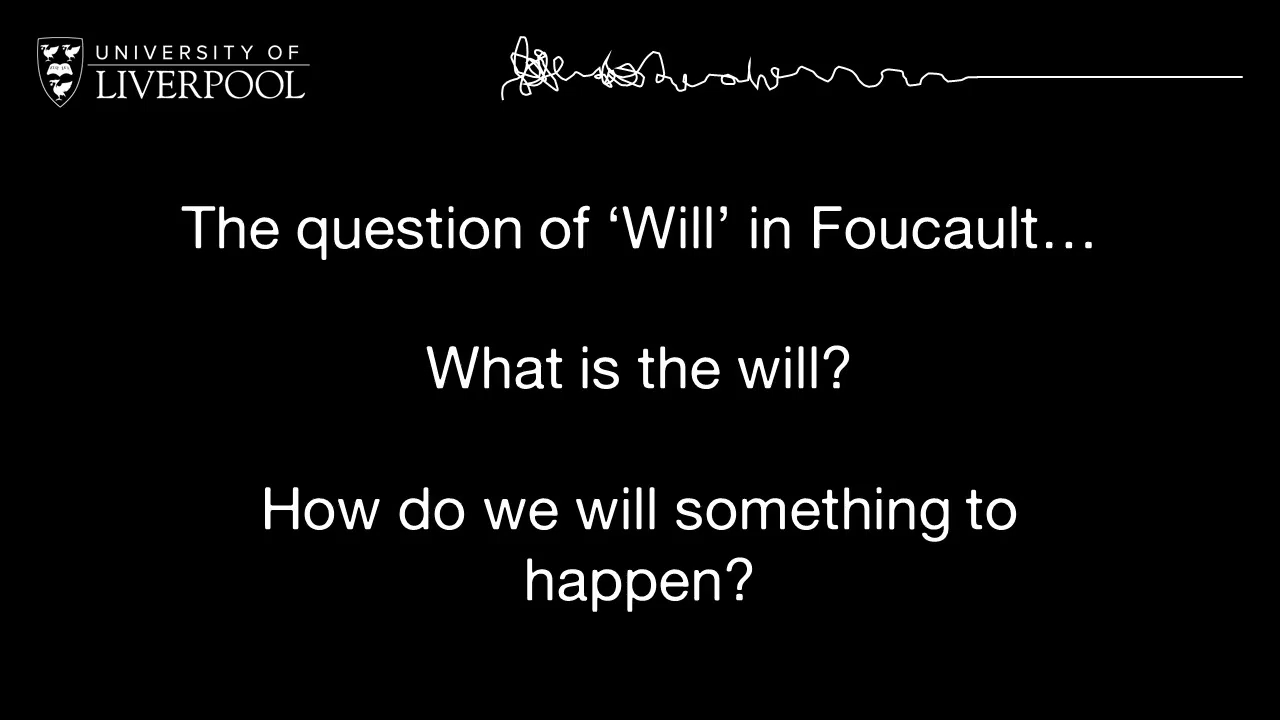 UNIVERSITY OF
LIVERPOOL
The question of ‘Will’ in Foucault…
What is the will?
How do we will something to
happen?